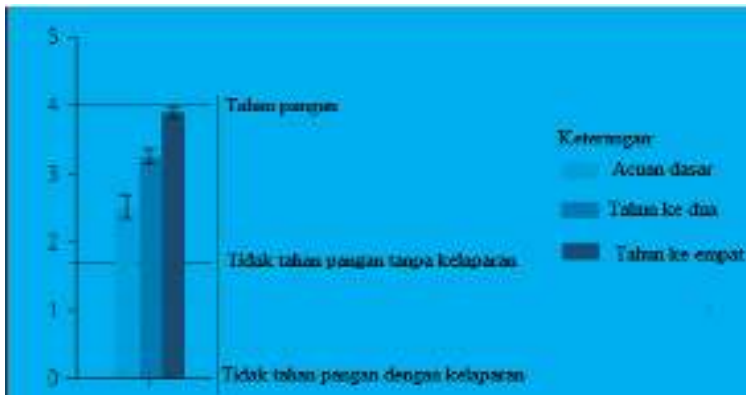 5
4
Tahan pangan
3
2
Tidak tahan pangan tanpa kelaparan
1
0
Tidak tahan pangan dengan kelaparan
Keterangan
Acuan dasar
Tahun ke dua
Tahun ke empat